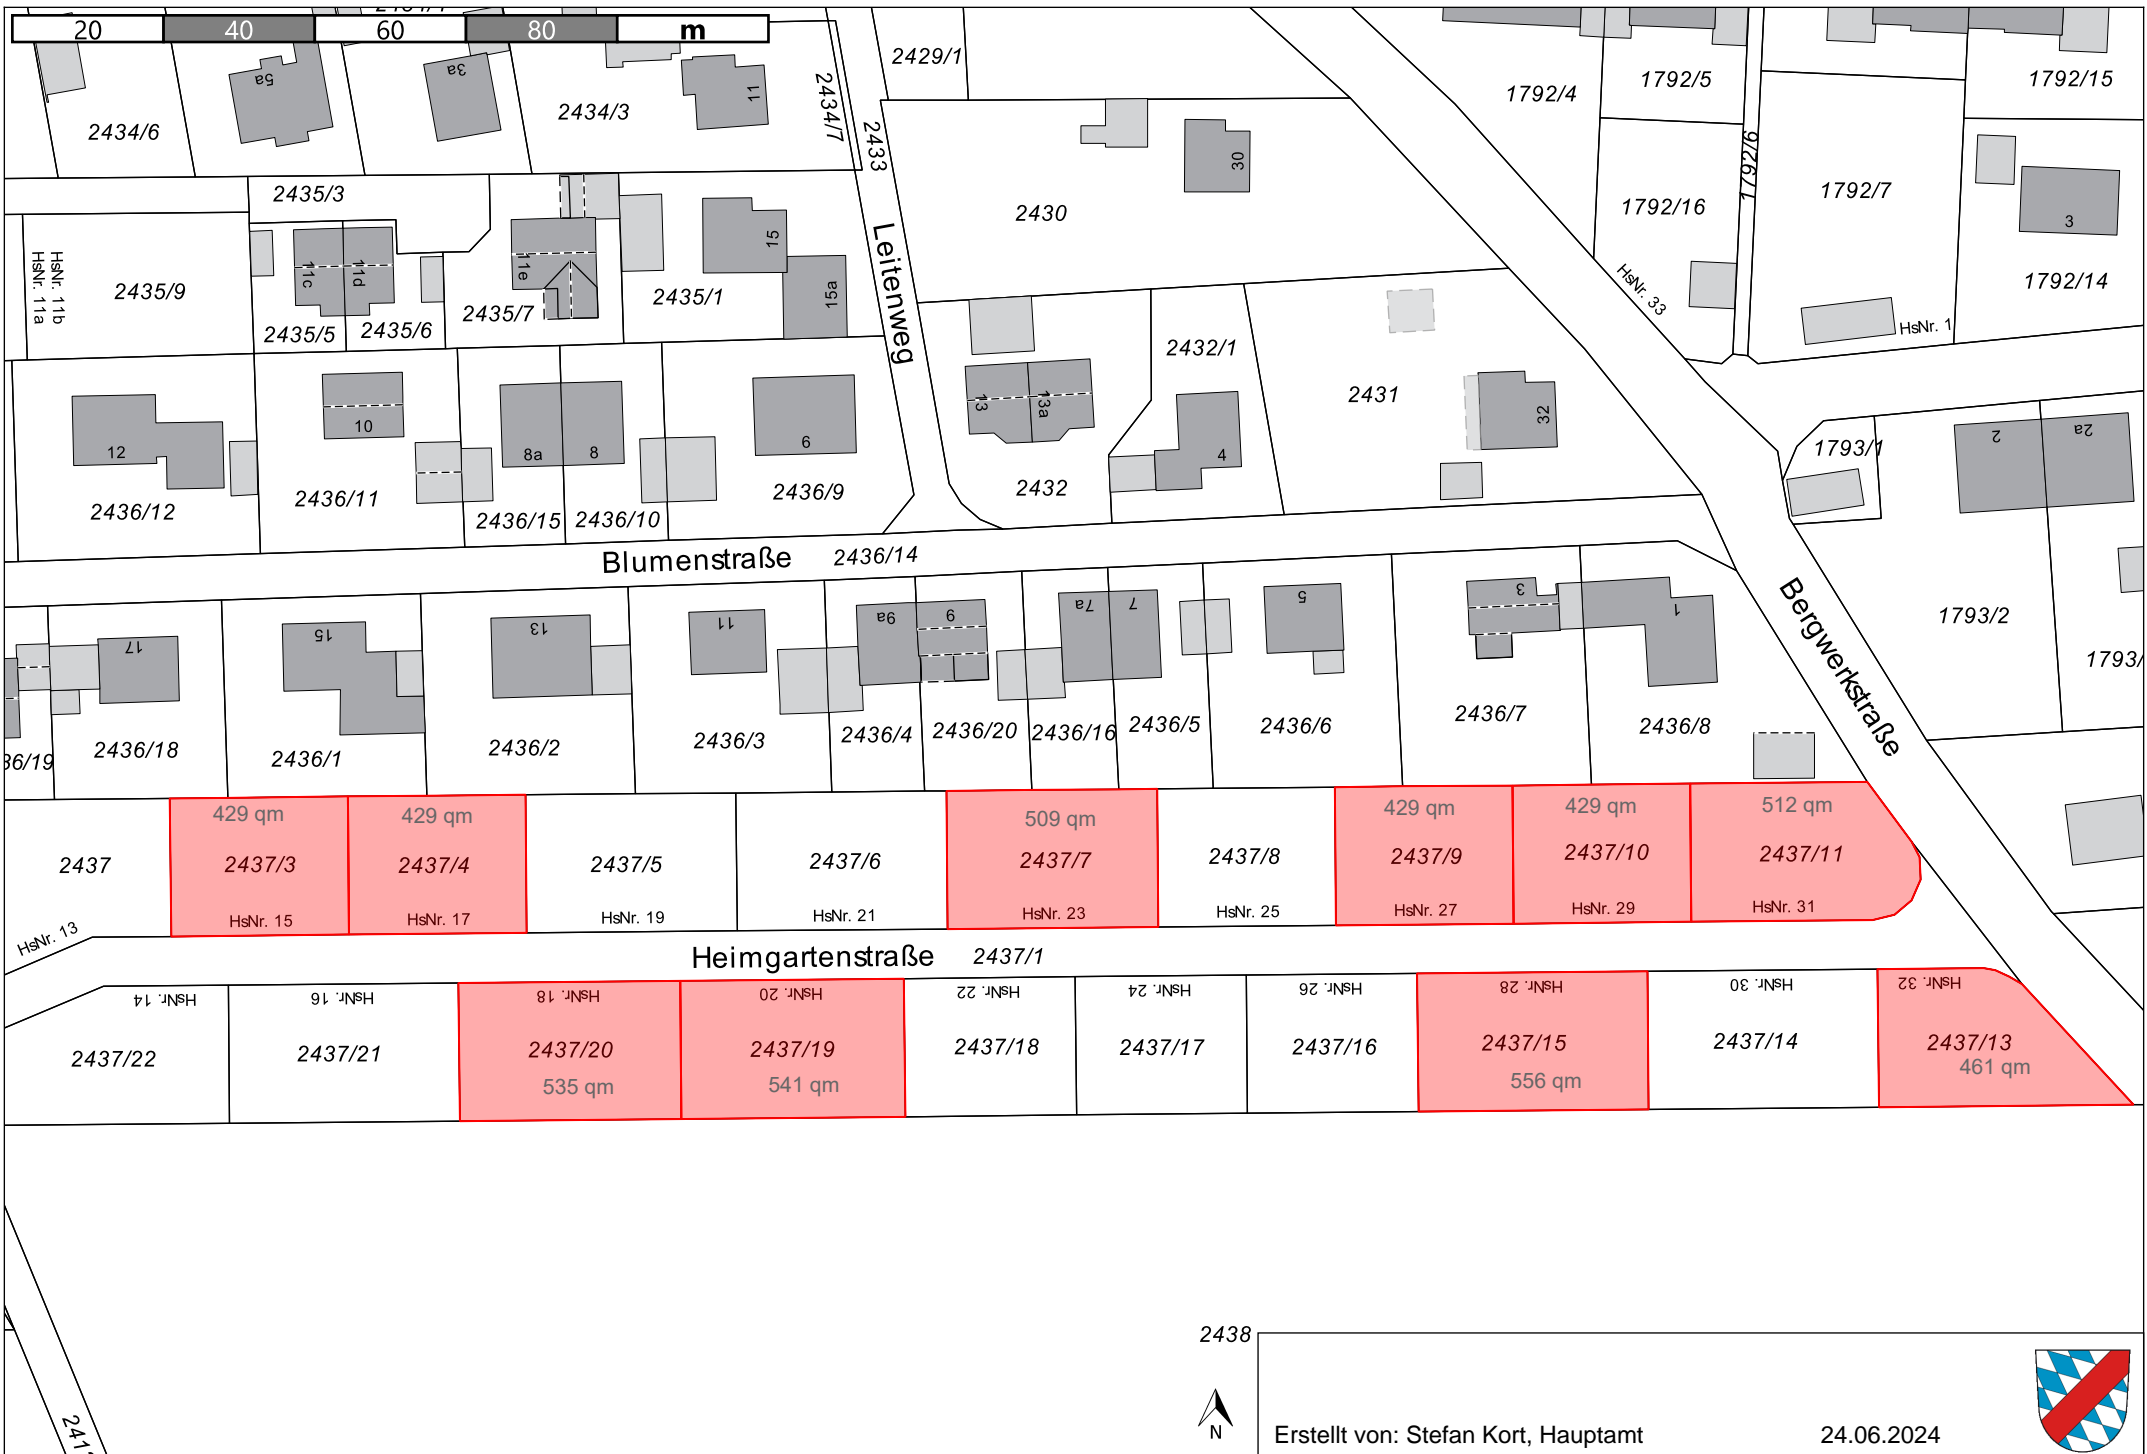 20 40 60 80 m
2429/1
1792/4
1792/5
1792/15
5a
3a
11
2434/6
2434/3
2434/7
2433
30
1792/6
2435/3
2430
1792/16
1792/7
3
HsNr. 11b
HsNr. 11a
2435/9
11c
11d
11e
15
15a
2435/5
2435/6
2435/7
2435/1
Leitenweg
HsNr. 33
1792/14
HsNr. 1
2432/1
2431
12
10
8a
8
6
13
13a
4
32
1793/1
2
2a
2436/12
2436/11
2436/15
2436/10
2436/9
2432
Blumenstraße 2436/14
17
15
13
11
9a
9
7a
7
5
3
1
Bergwerkstraße
1793/2
1793/
36/19
2436/18
2436/1
2436/2
2436/3
2436/4
2436/20
2436/16
2436/5
2436/6
2436/7
2436/8
429 qm
429 qm
509 qm
429 qm
429 qm
512 qm
2437
2437/3
2437/4
2437/5
2437/6
2437/7
2437/8
2437/9
2437/10
2437/11
HsNr. 13
HsNr. 15
HsNr. 17
HsNr. 19
HsNr. 21
HsNr. 23
HsNr. 25
HsNr. 27
HsNr. 29
HsNr. 31
Heimgartenstraße 2437/1
HsNr. 14
HsNr. 16
HsNr. 18
HsNr. 20
HsNr. 22
HsNr. 24
HsNr. 26
HsNr. 28
HsNr. 30
HsNr. 32
2437/22
2437/21
2437/20
2437/19
2437/18
2437/17
2437/16
2437/15
2437/14
2437/13
535 qm
541 qm
556 qm
461 qm
2438
N
Erstellt von: Stefan Kort, Hauptamt 24.06.2024